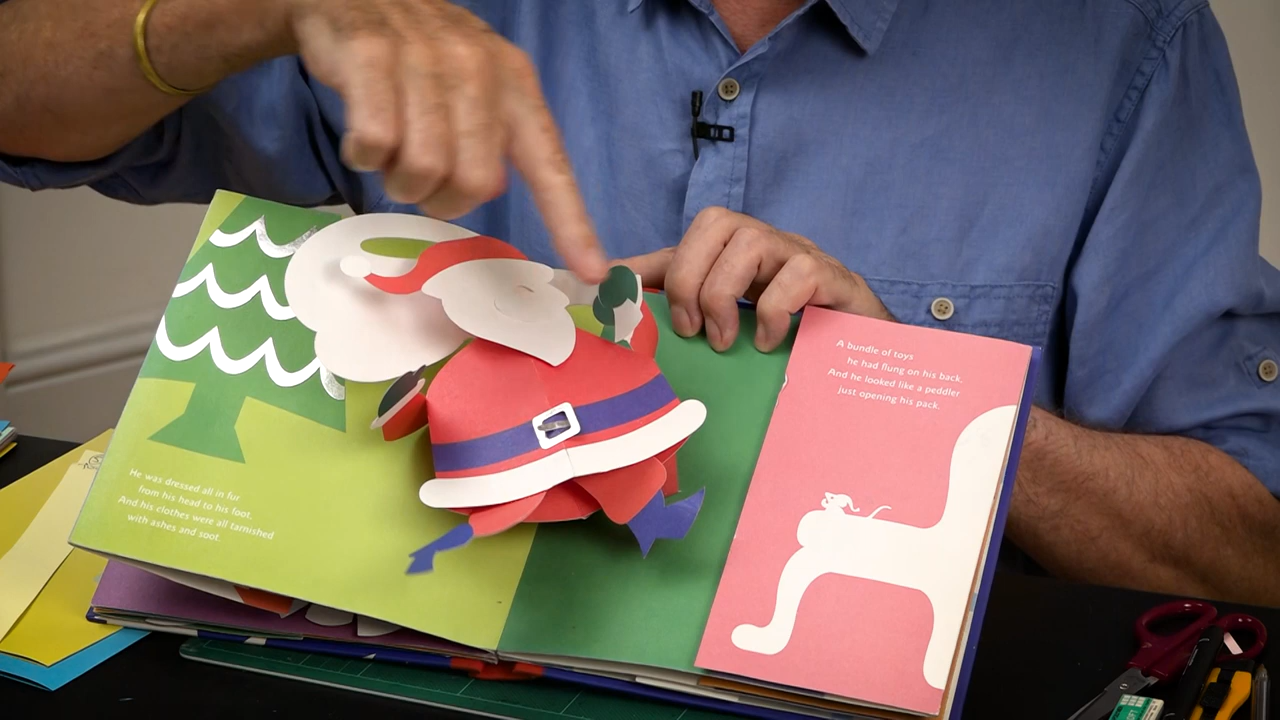 He was dressed all in fur
from his head to his foot,
And his clothes were all tarnished
with ashes and soot.
A bundle of toys
he had flung on his back,
And he looked like a peddler
just opening his pack.